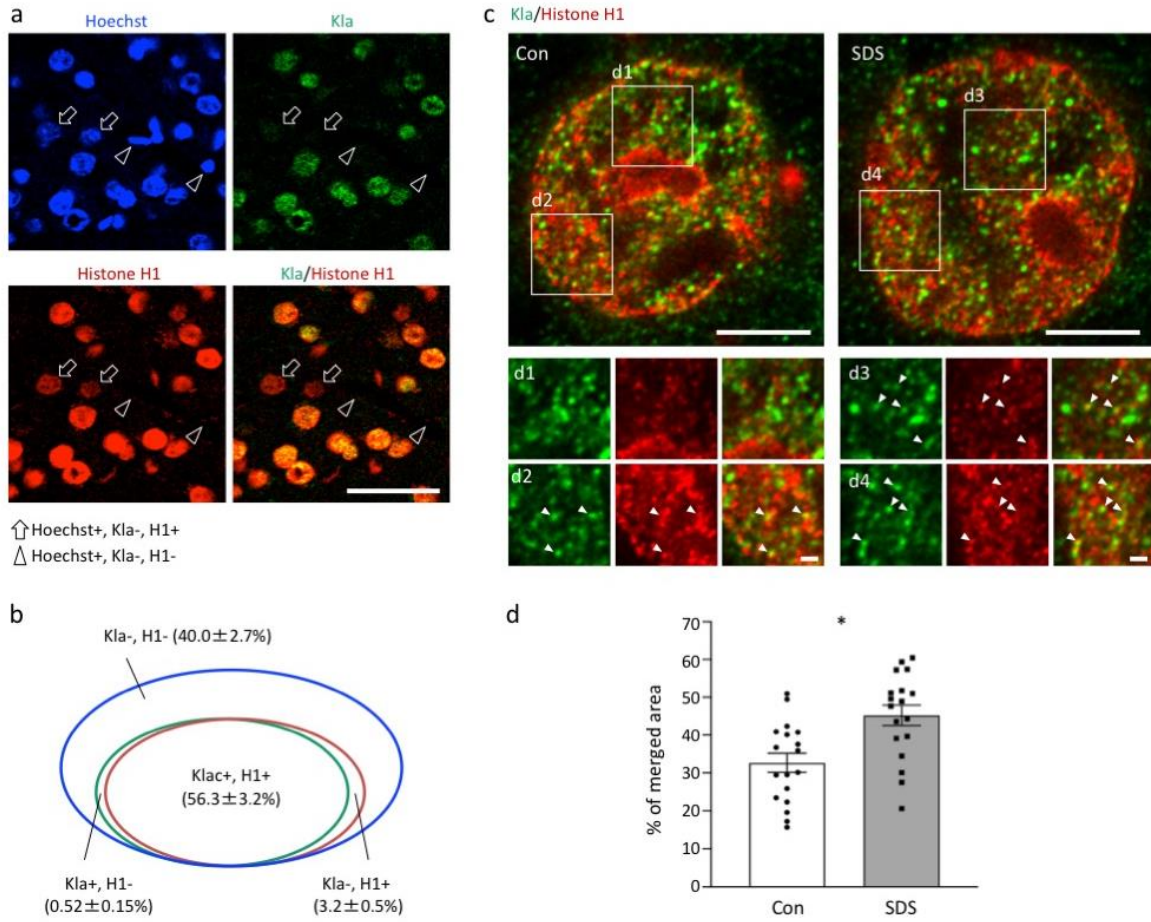 a
Hoechst
Kla
Histone H1
Kla/Histone H1
Hoechst+, Kla-, H1+
Hoechst+, Kla-, H1-
b
Kla-, H1- (40.0±2.7%)
Klac+, H1+
(56.3±3.2%)
Kla+, H1-
(0.52±0.15%)
Kla-, H1+
(3.2±0.5%)
c
Kla/Histone H1
Con
d1
d2
SDS
d3
d4
d1
d2
d3
d4
d
*
% of merged area
70
60
50
40
30
20
10
0
Con
SDS